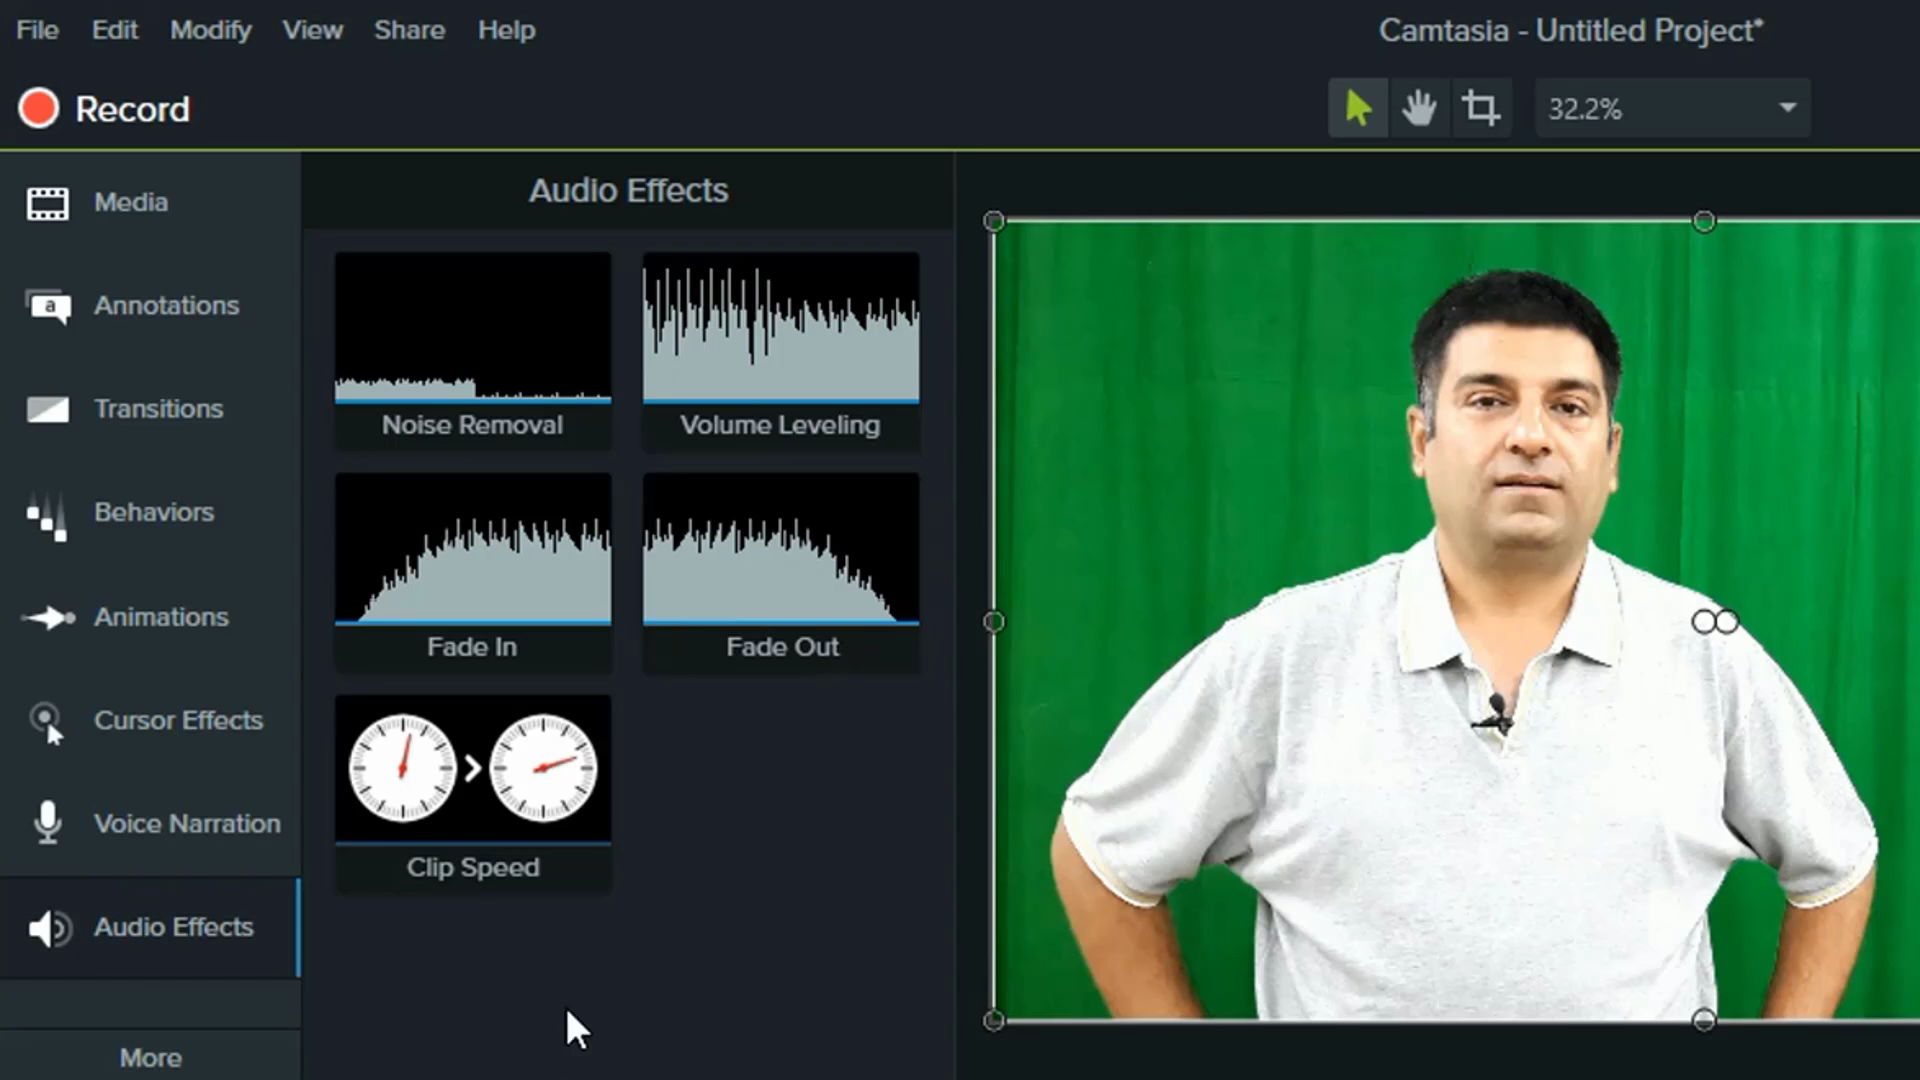 File Edit Modify View Share Help
Camtasia - Untitled Project*
Record
32.2%
Media
Annotations
Transitions
Behaviors
Animations
Cursor Effects
Voice Narration
Audio Effects
More
Audio Effects
Noise Removal
Volume Leveling
Fade In
Fade Out
Clip Speed
a